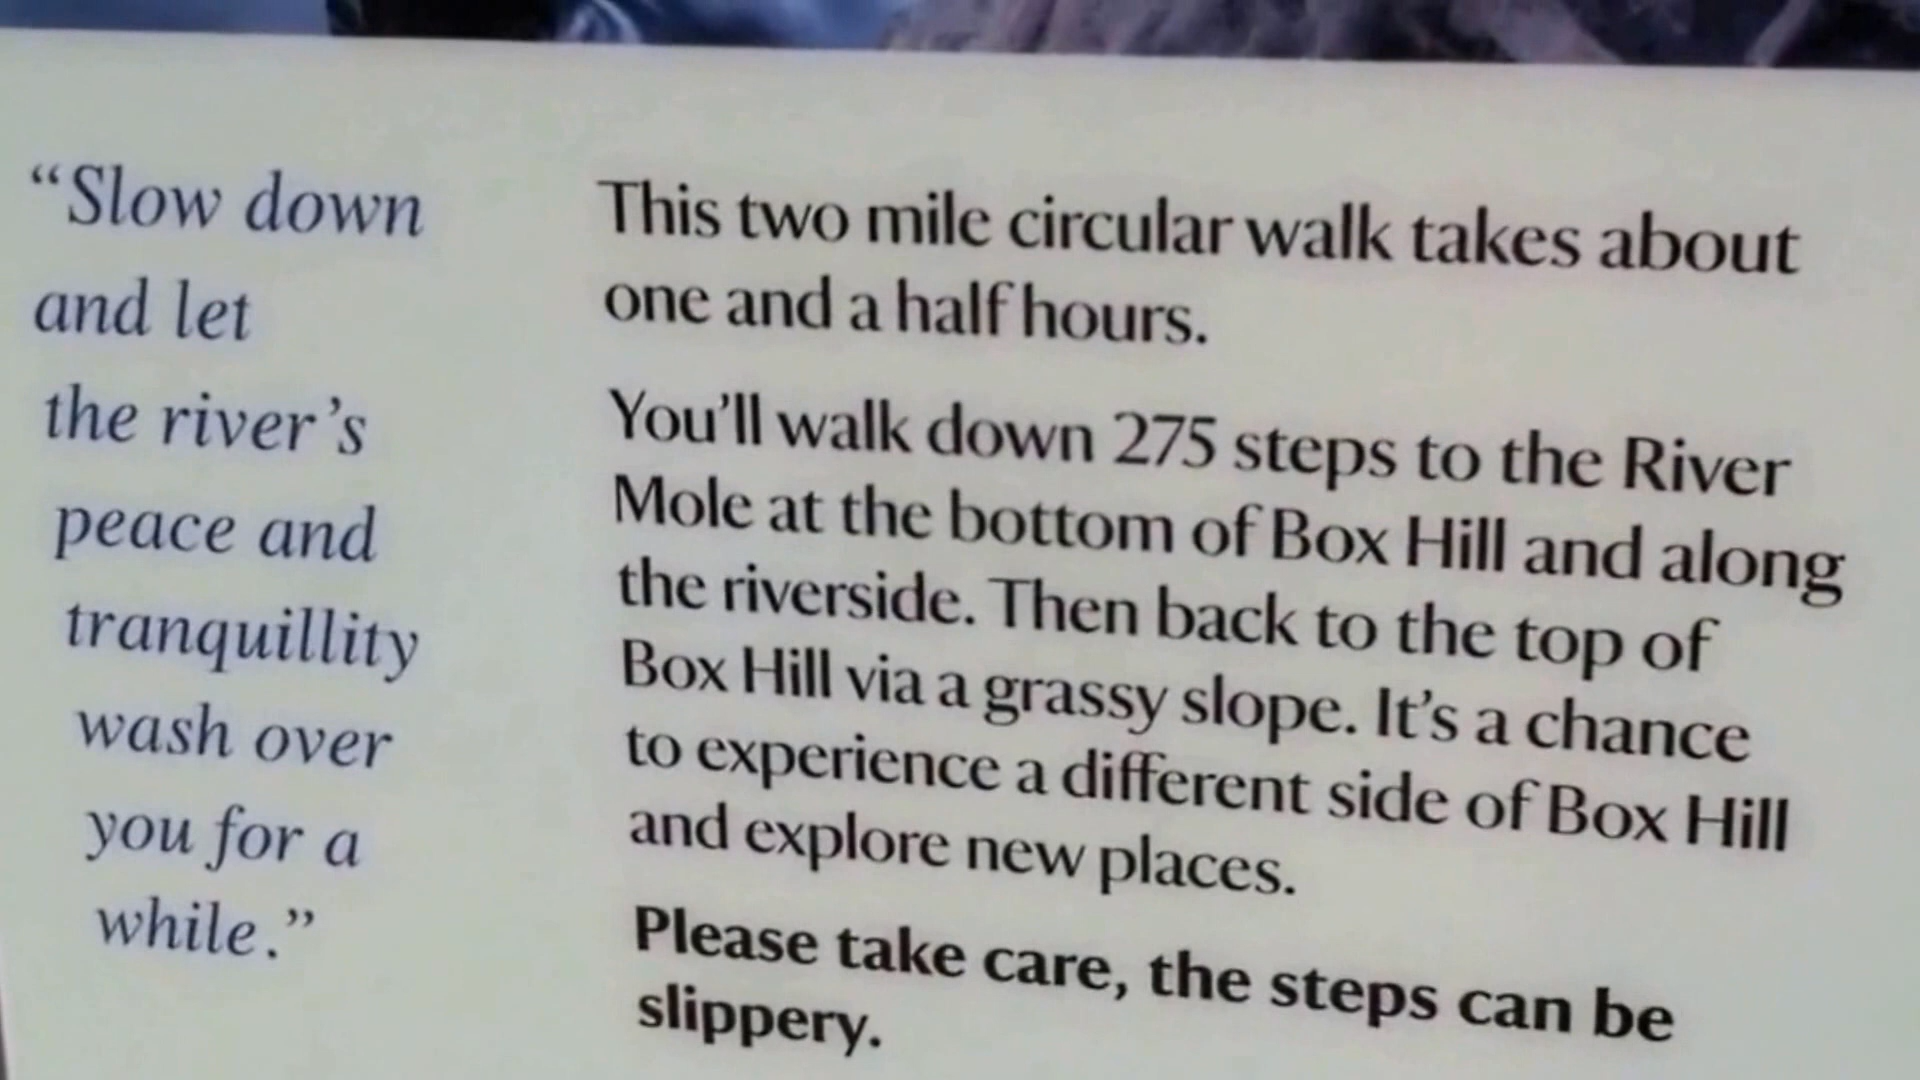 “Slow down
and let
the river’s
peace and
tranquillity
wash over
you for a
while.”
This two mile circular walk takes about
one and a half hours.
You’ll walk down 275 steps to the River
Mole at the bottom of Box Hill and along
the riverside. Then back to the top of
Box Hill via a grassy slope. It’s a chance
to experience a different side of Box Hill
and explore new places.
Please take care, the steps can be
slippery.